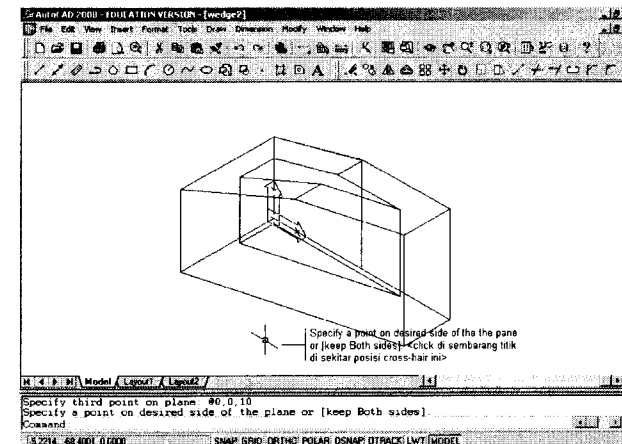 AutoCAD 2000 - EDUCATION VERSION - [wedge2]
File Edit View Insert Format Tools Draw Dimension Modify Window Help
Specify a point on desired side of the the pane
or [keep Both sides] <click di sembarang titik
di sekitar posisi cross-hair ini>
Model Layout1 Layout2
Specify third point on plane: @0,0,10
Specify a point on desired side of the plane or [keep Both sides]
Command
SNAP GRID ORTHO POLAR OSNAP OTRACK LWT MODEL